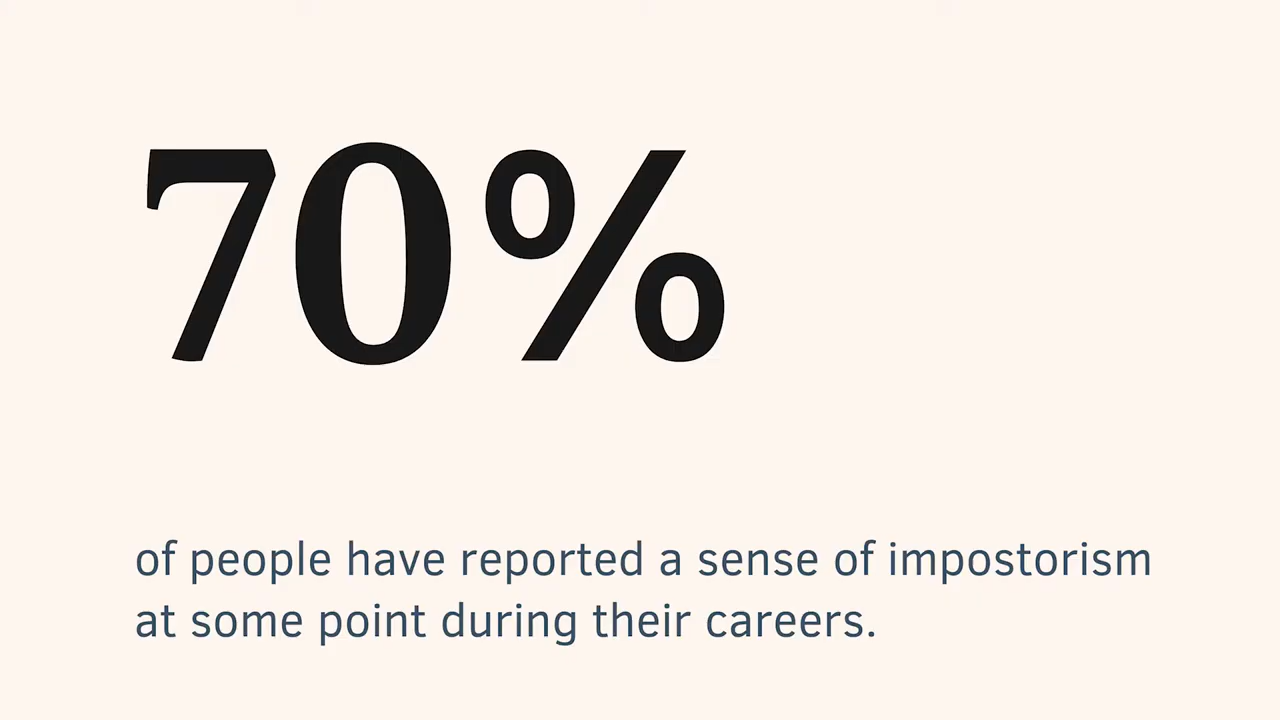 70%
of people have reported a sense of impostorism
at some point during their careers.